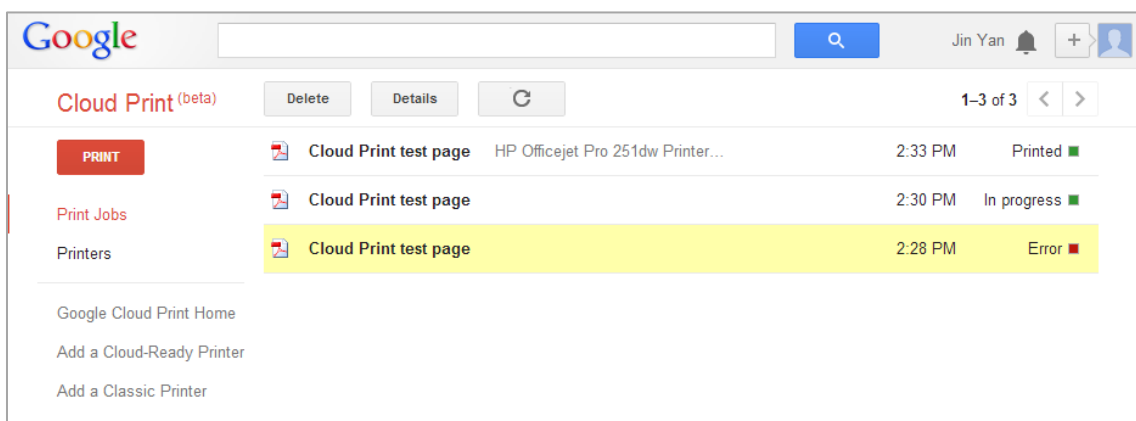 Google
Jin Yan +
Cloud Print (beta) Delete Details 1–3 of 3
PRINT
Cloud Print test page HP Officejet Pro 251dw Printer... 2:33 PM Printed
Cloud Print test page 2:30 PM In progress
Cloud Print test page 2:28 PM Error
Print Jobs
Printers
Google Cloud Print Home
Add a Cloud-Ready Printer
Add a Classic Printer